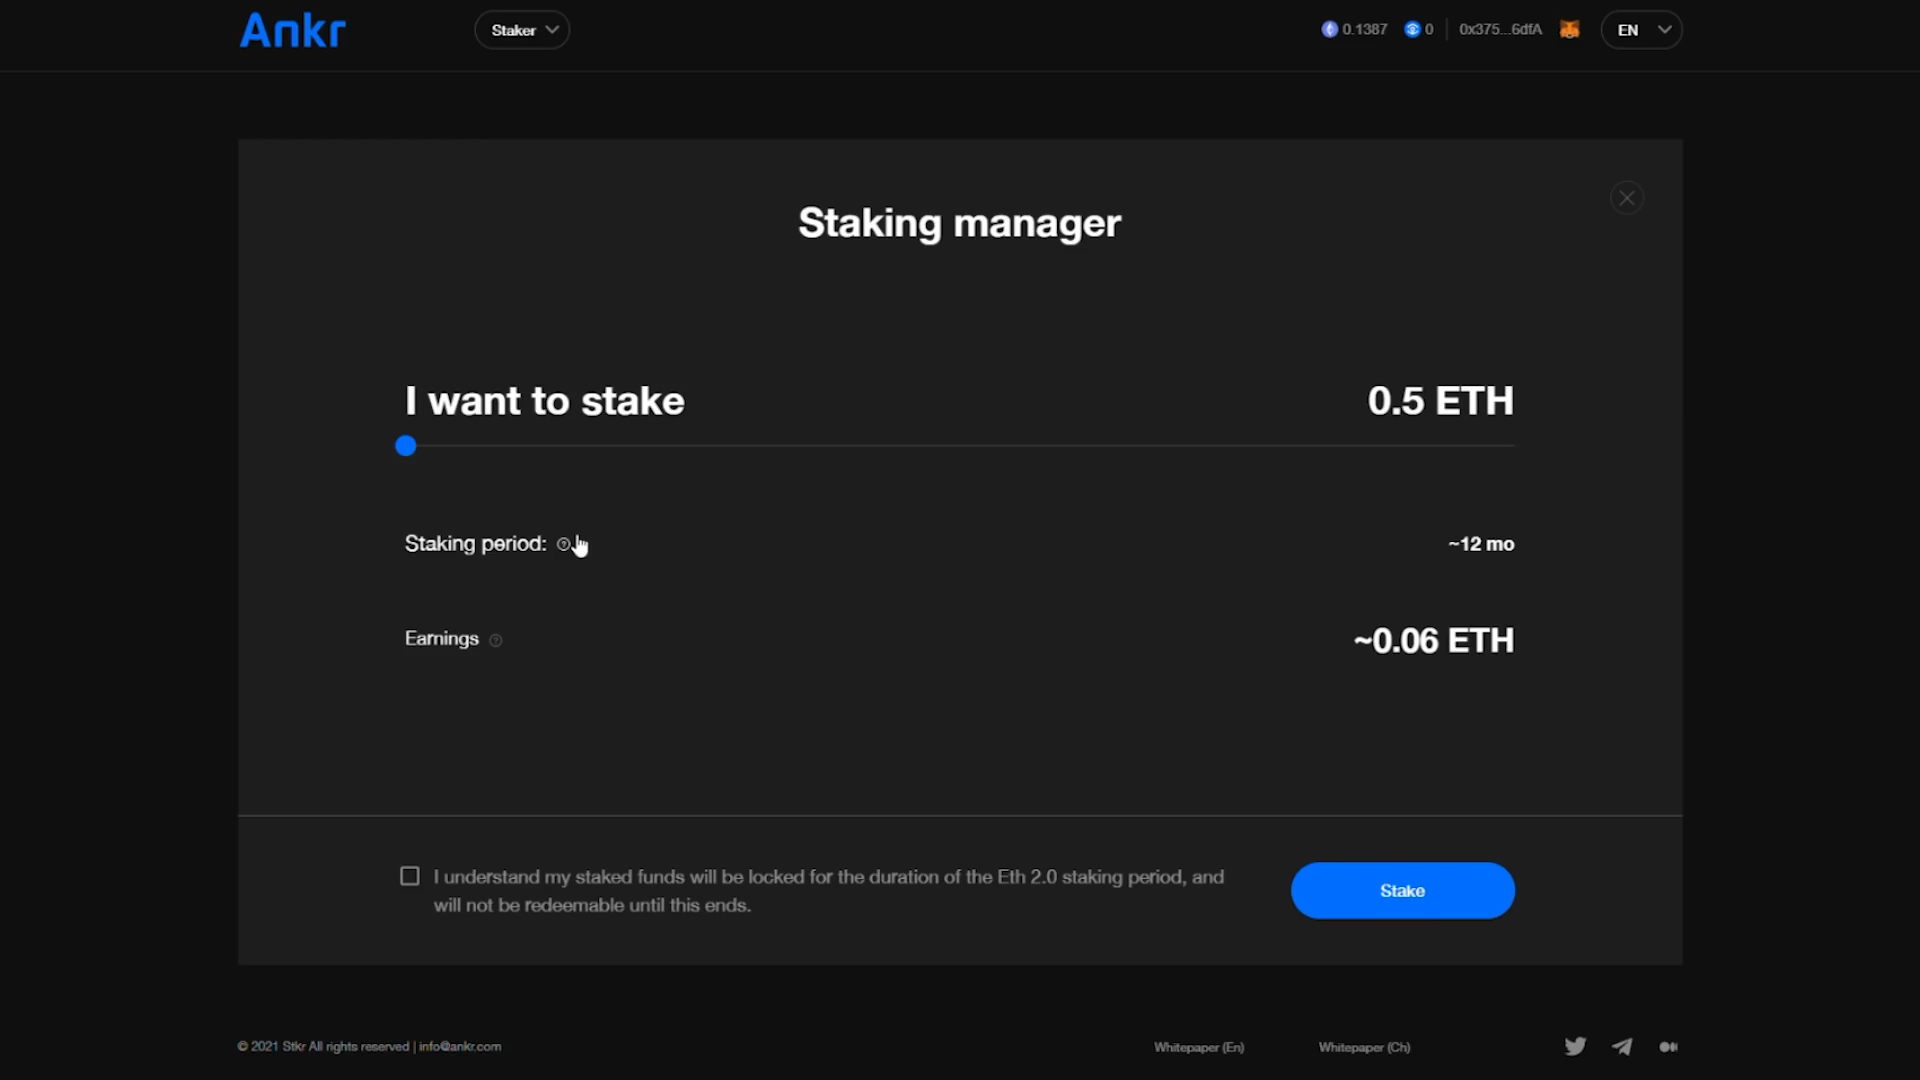 Ankr
Staker
0.1387
0
0x375...6dfA
EN
Staking manager
I want to stake
0.5 ETH
Staking period:
~12 mo
Earnings
~0.06 ETH
I understand my staked funds will be locked for the duration of the Eth 2.0 staking period, and
will not be redeemable until this ends.
Stake
© 2021 Stkr All rights reserved | info@ankr.com
Whitepaper (En)
Whitepaper (Ch)